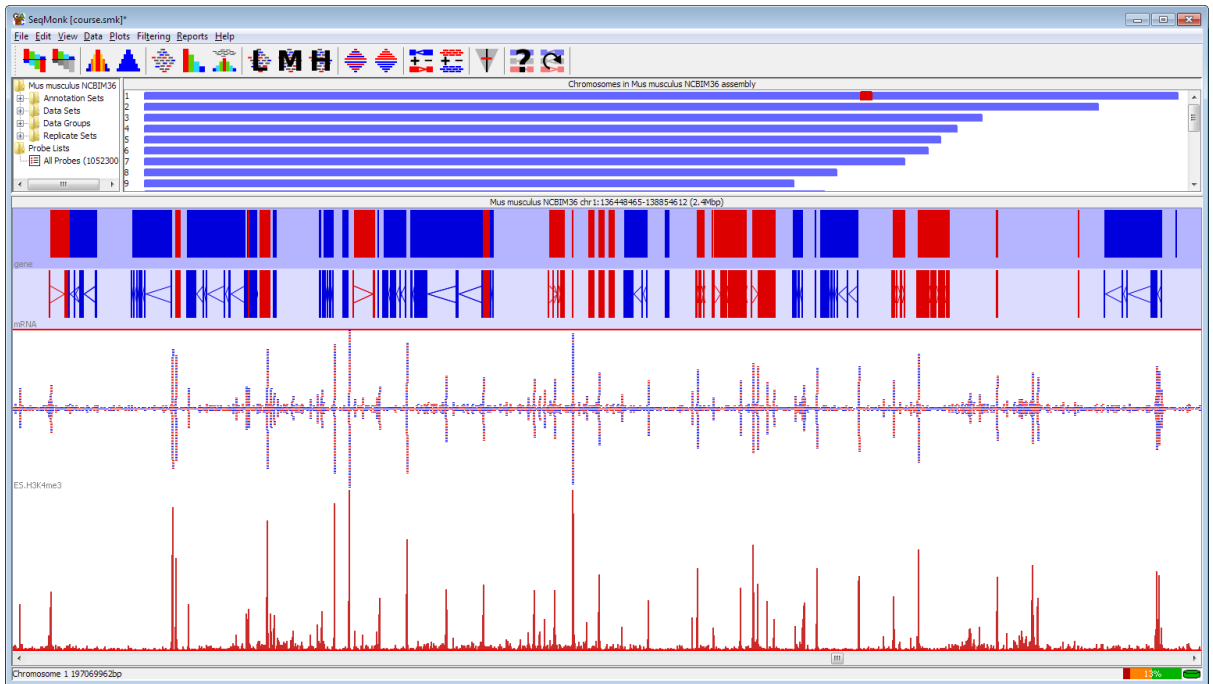 SeqMonk [course.smk]*
File Edit View Data Plots Filtering Reports Help
L M H ?
Mus musculus NCBIM36
Annotation Sets
Data Sets
Data Groups
Replicate Sets
Probe Lists
All Probes (1052300
Chromosomes in Mus musculus NCBIM36 assembly
1
2
3
4
5
6
7
8
9
Mus musculus NCBIM36 chr1:136448465-138854612 (2.4Mbp)
gene
mRNA
ES.H3K4me3
Chromosome 1 197069962bp
13%